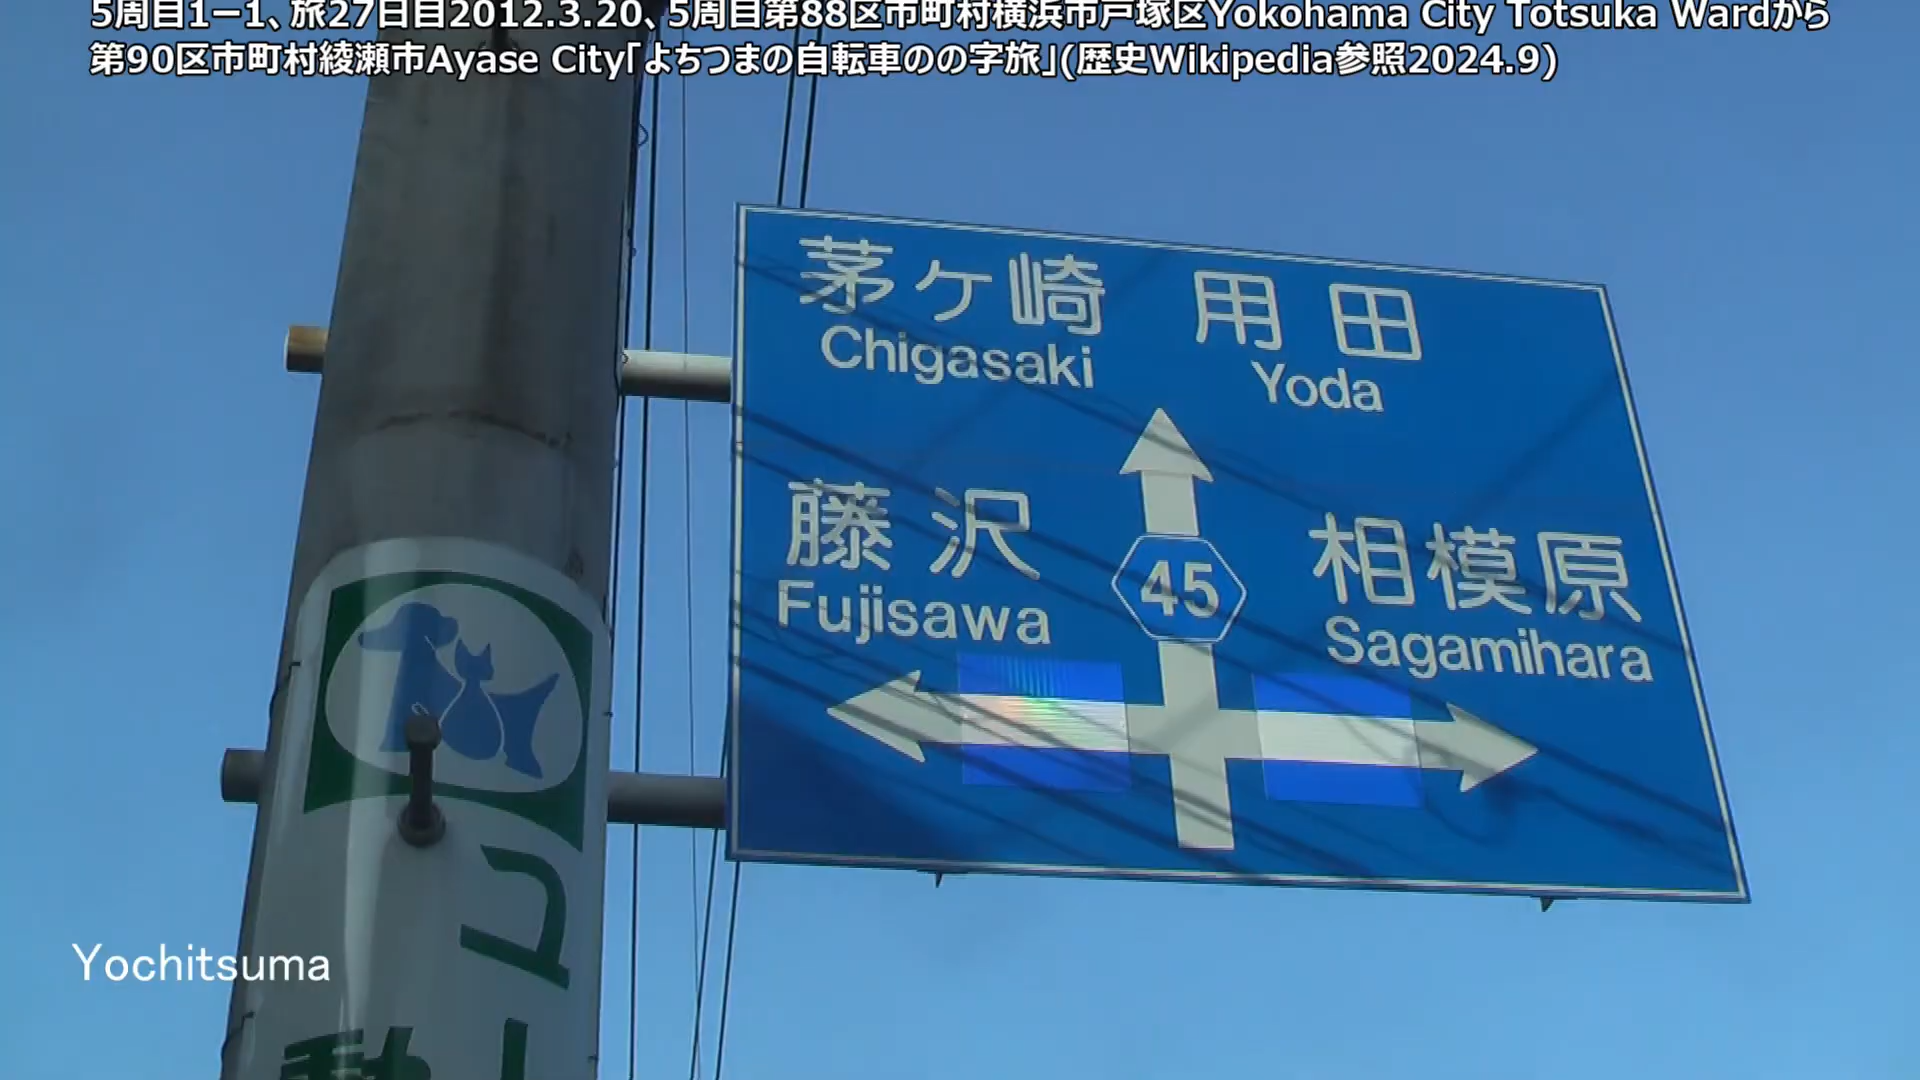 5周目1−1、旅27日目2012.3.20、5周目第88区市町村横浜市戸塚区Yokohama City Totsuka Wardから
第90区市町村綾瀬市Ayase City「よちつまの自転車のの字旅」(歴史Wikipedia参照2024.9)
茅ヶ崎 用田
Chigasaki Yoda
藤沢 相模原
Fujisawa 45 Sagamihara
Yochitsuma